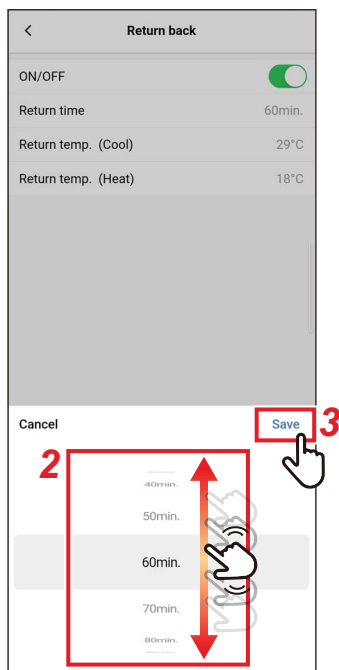 Return back
ON/OFF
Return time 60min.
Return temp. (Cool) 29°C
Return temp. (Heat) 18°C
Cancel Save 3
2
40min.
50min.
60min.
70min.
80min.